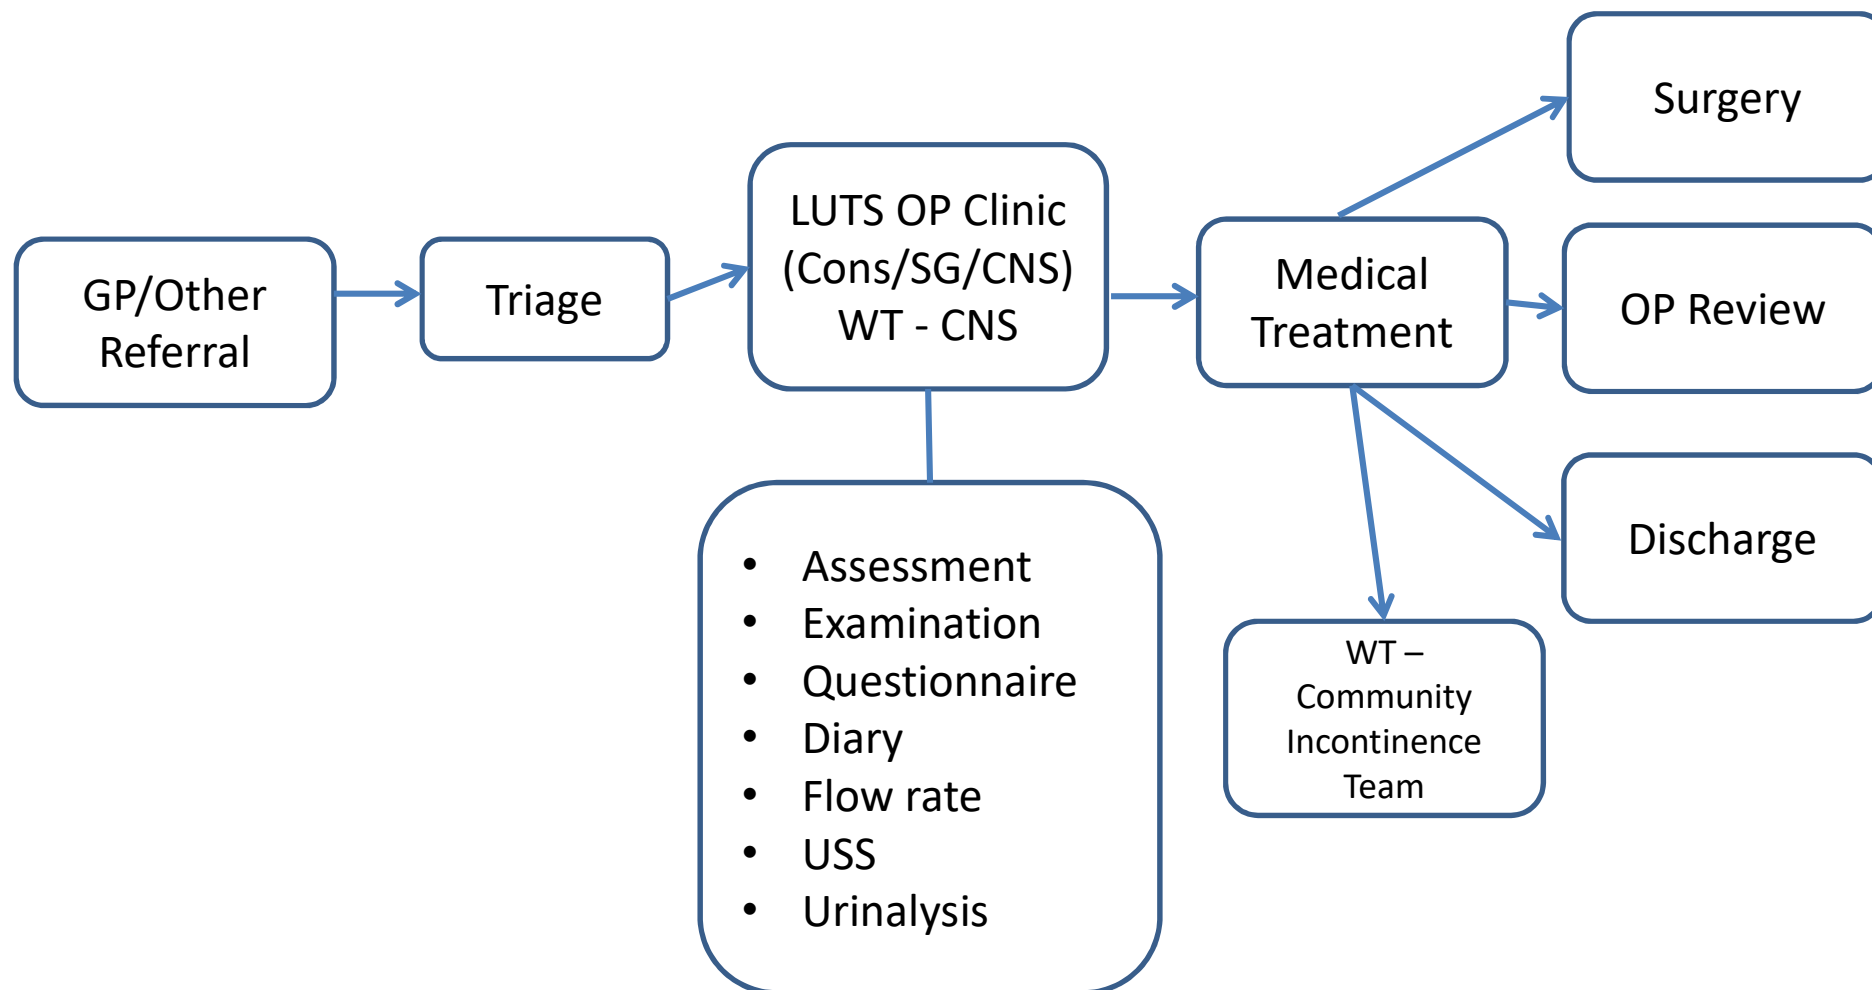 GP/Other
Referral
Triage
LUTS OP Clinic
(Cons/SG/CNS)
WT - CNS
• Assessment
• Examination
• Questionnaire
• Diary
• Flow rate
• USS
• Urinalysis
Medical
Treatment
Surgery
OP Review
Discharge
WT –
Community
Incontinence
Team